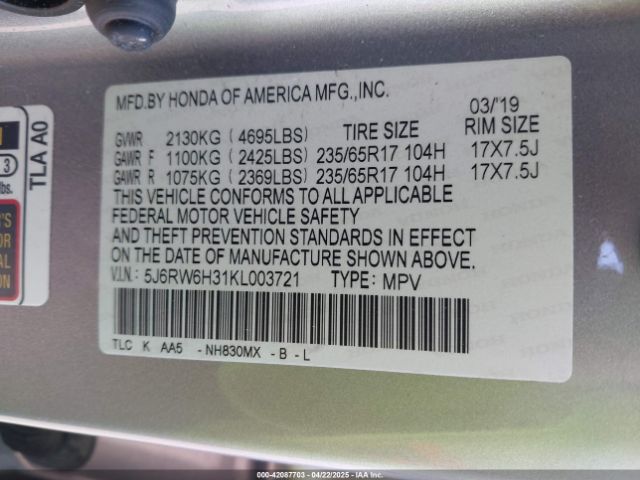 MFD.BY HONDA OF AMERICA MFG.,INC.
03/'19
GVWR 2130KG (4695LBS) TIRE SIZE RIM SIZE
GAWR F 1100KG (2425LBS) 235/65R17 104H 17X7.5J
GAWR R 1075KG (2369LBS) 235/65R17 104H 17X7.5J
THIS VEHICLE CONFORMS TO ALL APPLICABLE
FEDERAL MOTOR VEHICLE SAFETY
AND THEFT PREVENTION STANDARDS IN EFFECT
ON THE DATE OF MANUFACTURE SHOWN ABOVE.
V.I.N.: 5J6RW6H31KL003721 TYPE: MPV
TLC K AA5 -NH830MX -B -L
TLA A0
3
lbs.
000-42087703 - 04/22/2025 - IAA Inc.